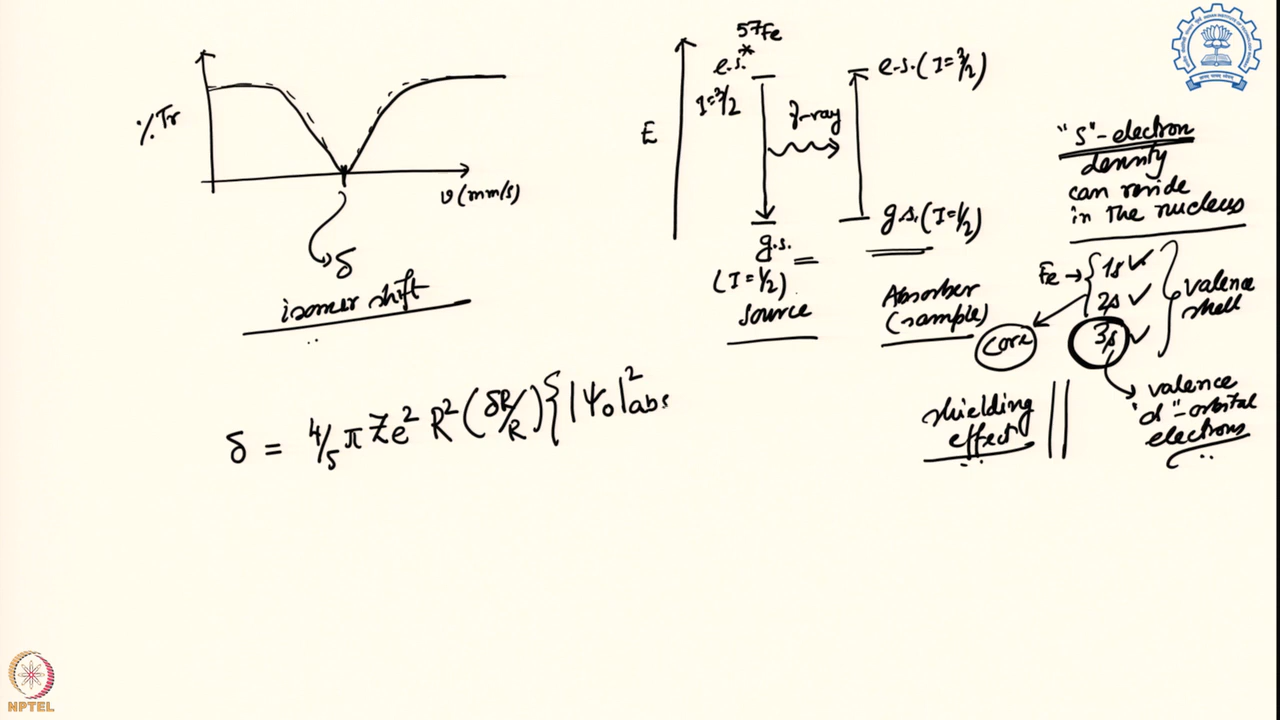 % Tr
v (mm/s)
δ
isomer shift
E
57Fe
e.s.*
I=3/2
γ-ray
g.s.
(I=1/2)
Source
e.s. (I=3/2)
g.s. (I=1/2)
Absorber
(sample)
"S"-electron
density
can reside
in the nucleus
Fe → { 1s ✓
2s ✓
3s ✓
valence
shell
core
shielding
effect
valence
"d"-orbital
electrons
δ = 4/5 π Ze² R² (δR/R) { |Ψ₀|² abs
NPTEL